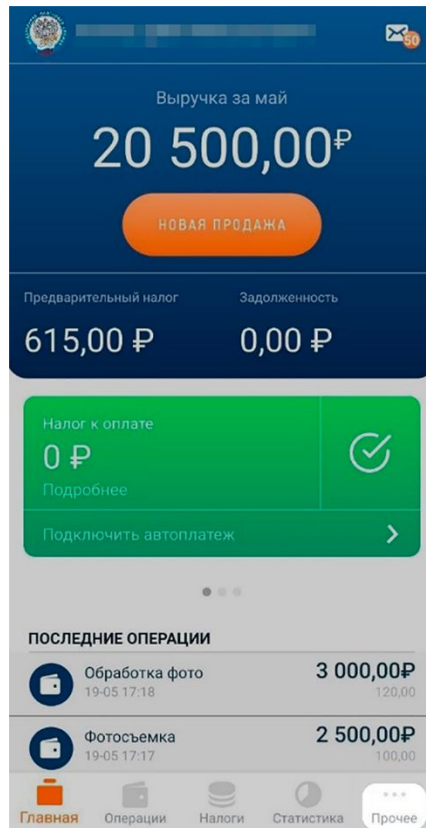 50
Выручка за май
20 500,00₽
НОВАЯ ПРОДАЖА
Предварительный налог
Задолженность
615,00 ₽
0,00 ₽
Налог к оплате
0 ₽
Подробнее
Подключить автоплатеж
ПОСЛЕДНИЕ ОПЕРАЦИИ
Обработка фото
3 000,00₽
19-05 17:18
120,00
Фотосъемка
2 500,00₽
19-05 17:17
100,00
Главная
Операции
Налоги
Статистика
Прочее